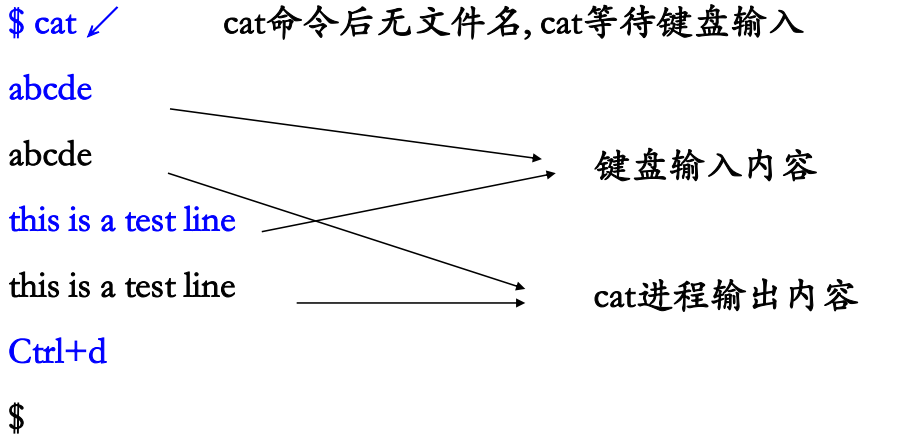 $ cat ↙ cat命令后无文件名, cat等待键盘输入
abcde
abcde
键盘输入内容
this is a test line
this is a test line
cat进程输出内容
Ctrl+d
$